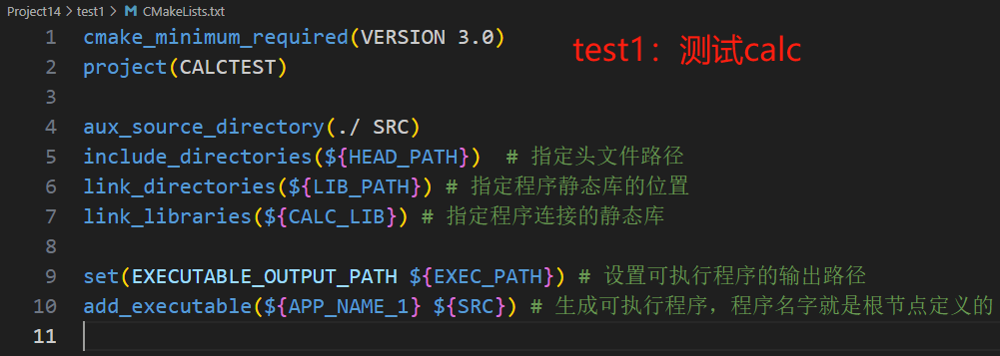 Project14 > test1 > M CMakeLists.txt
1 cmake_minimum_required(VERSION 3.0)
test1：测试calc
2 project(CALCTEST)
3
4 aux_source_directory(./ SRC)
5 include_directories(${HEAD_PATH})  # 指定头文件路径
6 link_directories(${LIB_PATH}) # 指定程序静态库的位置
7 link_libraries(${CALC_LIB}) # 指定程序连接的静态库
8
9 set(EXECUTABLE_OUTPUT_PATH ${EXEC_PATH}) # 设置可执行程序的输出路径
10 add_executable(${APP_NAME_1} ${SRC}) # 生成可执行程序，程序名字就是根节点定义的
11